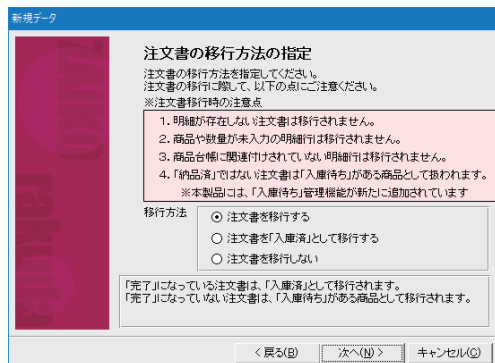 新規データ
ZAIKO
rakuda
注文書の移行方法の指定
注文書の移行方法を指定してください。
注文書の移行に際して、以下の点にご注意ください。
※注文書移行時の注意点
1. 明細が存在しない注文書は移行されません。
2. 商品や数量が未入力の明細行は移行されません。
3. 商品台帳に関連付けされていない明細行は移行されません。
4. 「納品済」ではない注文書は「入庫待ち」がある商品として扱われます。
※本製品には、「入庫待ち」管理機能が新たに追加されています
移行方法
注文書を移行する
注文書を「入庫済」として移行する
注文書を移行しない
「完了」になっている注文書は、「入庫済」として移行されます。
「完了」になっていない注文書は、「入庫待ち」がある商品として移行されます。
< 戻る(B) 次へ(N) > キャンセル(C)